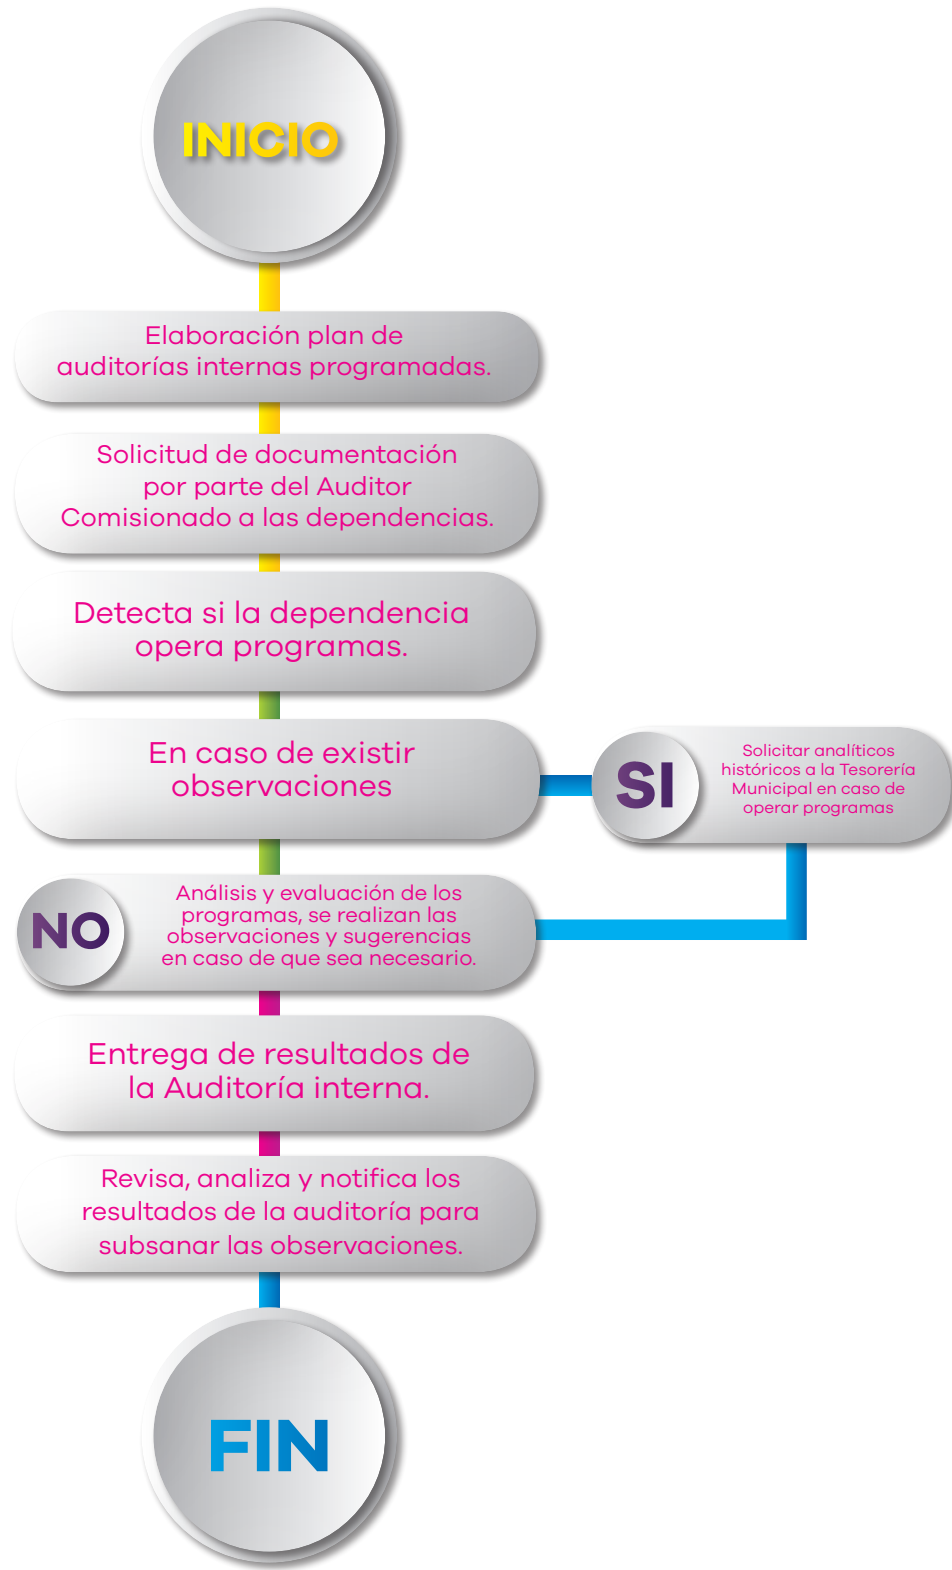 INICIO
Elaboración plan de
auditorías internas programadas.
Solicitud de documentación
por parte del Auditor
Comisionado a las dependencias.
Detecta si la dependencia
opera programas.
En caso de existir
observaciones
SI
Solicitar analíticos
históricos a la Tesorería
Municipal en caso de
operar programas
NO
Análisis y evaluación de los
programas, se realizan las
observaciones y sugerencias
en caso de que sea necesario.
Entrega de resultados de
la Auditoría interna.
Revisa, analiza y notifica los
resultados de la auditoría para
subsanar las observaciones.
FIN